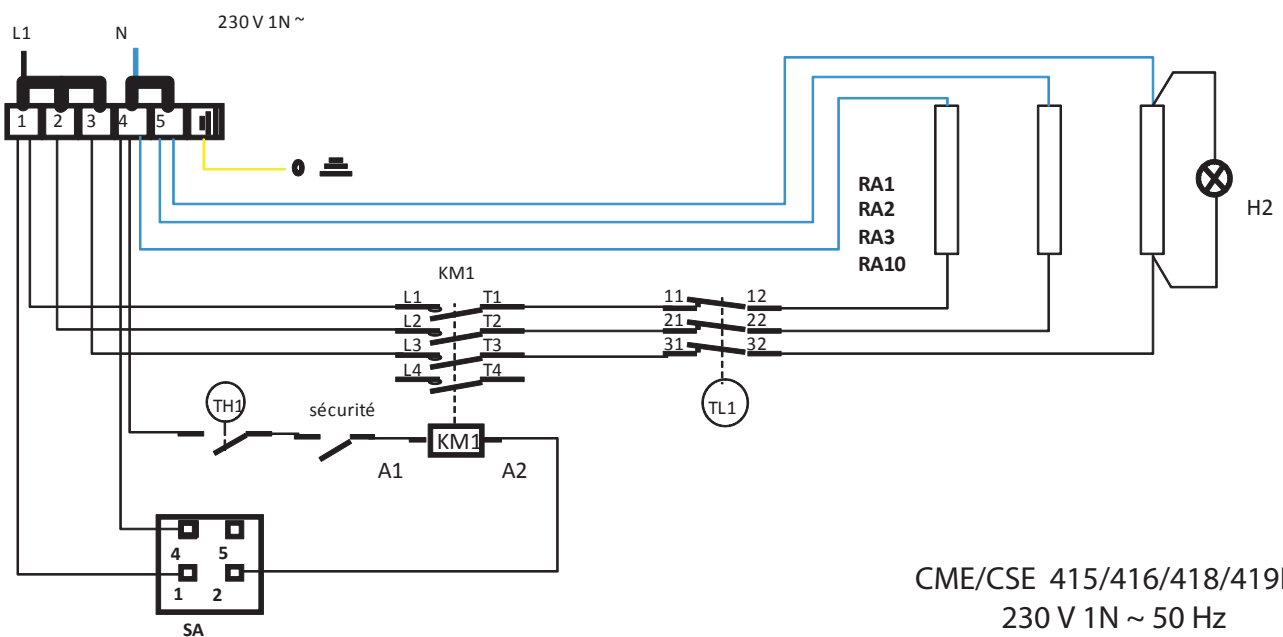 230 V 1N ~
L1
N
1
2
3
4
5
RA1
RA2
RA3
RA10
H2
KM1
L1
T1
L2
T2
L3
T3
L4
T4
11
12
21
22
31
32
TL1
TH1
sécurité
KM1
A1
A2
4
5
1
2
SA
CME/CSE 415/416/418/419
230 V 1N ~ 50 Hz